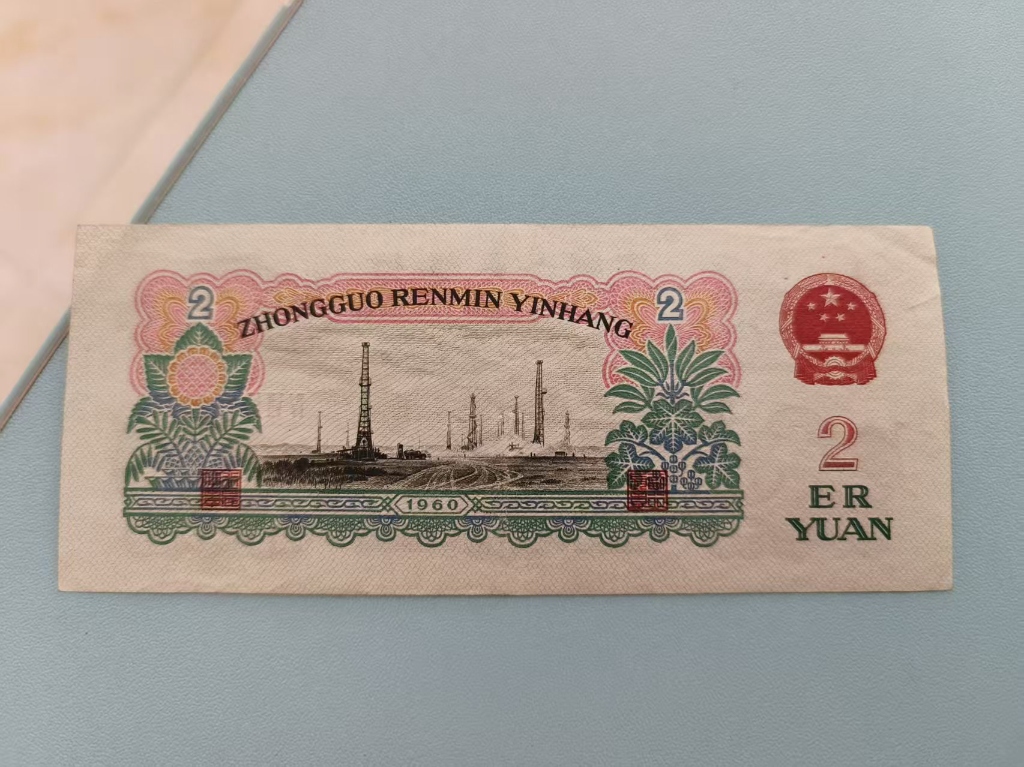 2
2
ZHONGGUO RENMIN YINHANG
2
ER
YUAN
1960